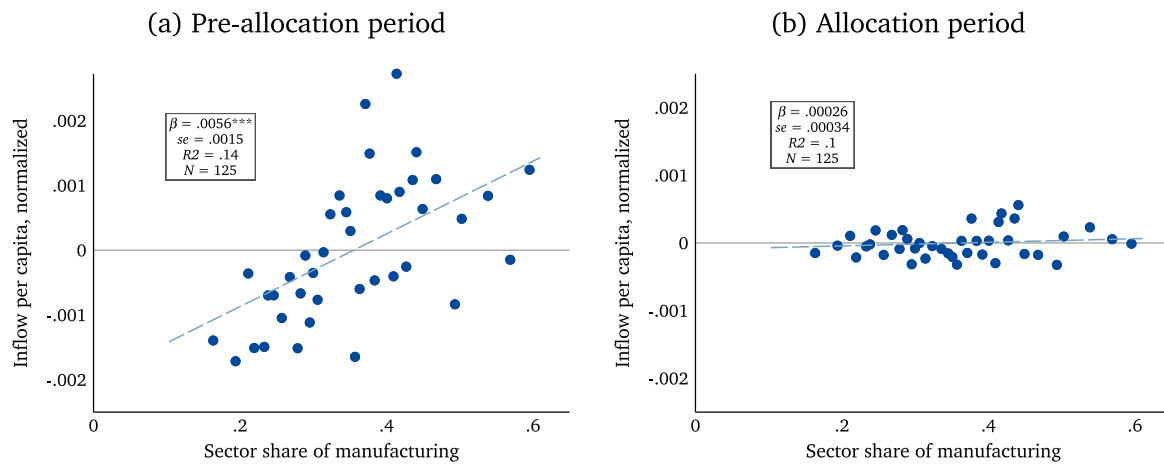 (a) Pre-allocation period
Inflow per capita, normalized
.002
.001
0
-.001
-.002
β = .0056***
se = .0015
R2 = .14
N = 125
0
.2
.4
.6
Sector share of manufacturing
(b) Allocation period
Inflow per capita, normalized
.002
.001
0
-.001
-.002
β = .00026
se = .00034
R2 = .1
N = 125
0
.2
.4
.6
Sector share of manufacturing